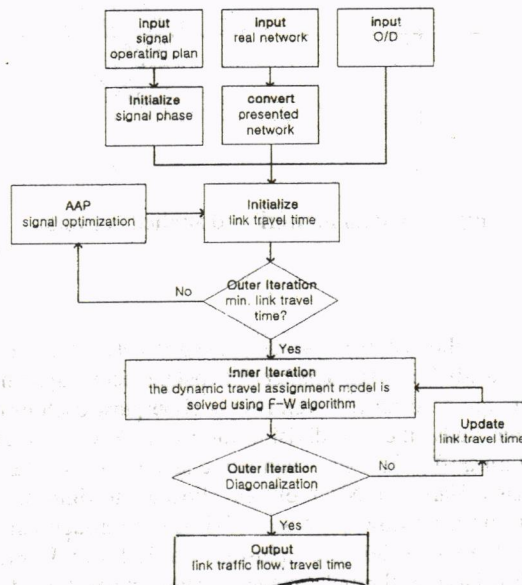 input
signal
operating plan
input
real network
input
O/D
Initialize
signal phase
convert
presented
network
AAP
signal optimization
Initialize
link travel time
No
Outer Iteration
min. link travel
time?
Yes
Inner Iteration
the dynamic travel assignment model is
solved using F-W algorithm
Update
link travel time
Outer Iteration
Diagonalization
No
Yes
Output
link traffic flow, travel time